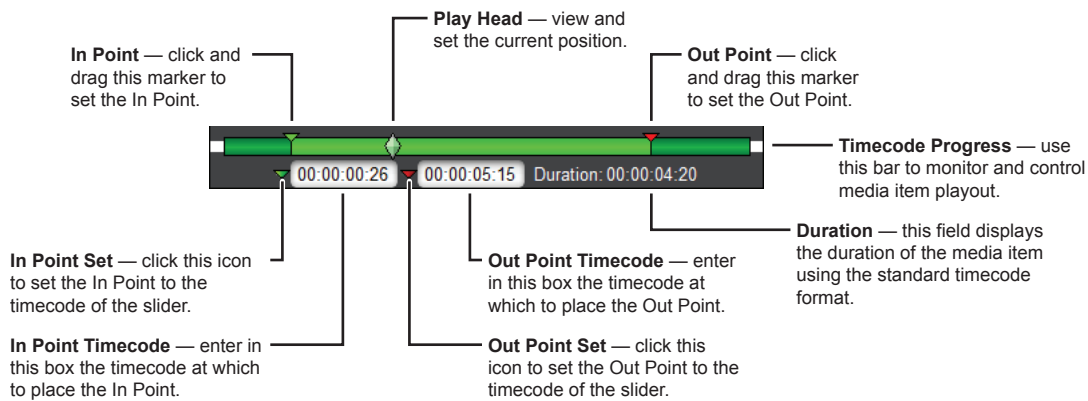 Play Head — view and
set the current position.
In Point — click and
drag this marker to
set the In Point.
Out Point — click
and drag this marker
to set the Out Point.
00:00:00:26
00:00:05:15
Duration: 00:00:04:20
Timecode Progress — use
this bar to monitor and control
media item playout.
Duration — this field displays
the duration of the media item
using the standard timecode
format.
In Point Set — click this icon
to set the In Point to the
timecode of the slider.
Out Point Timecode — enter
in this box the timecode at
which to place the Out Point.
In Point Timecode — enter in
this box the timecode at which
to place the In Point.
Out Point Set — click this
icon to set the Out Point to the
timecode of the slider.